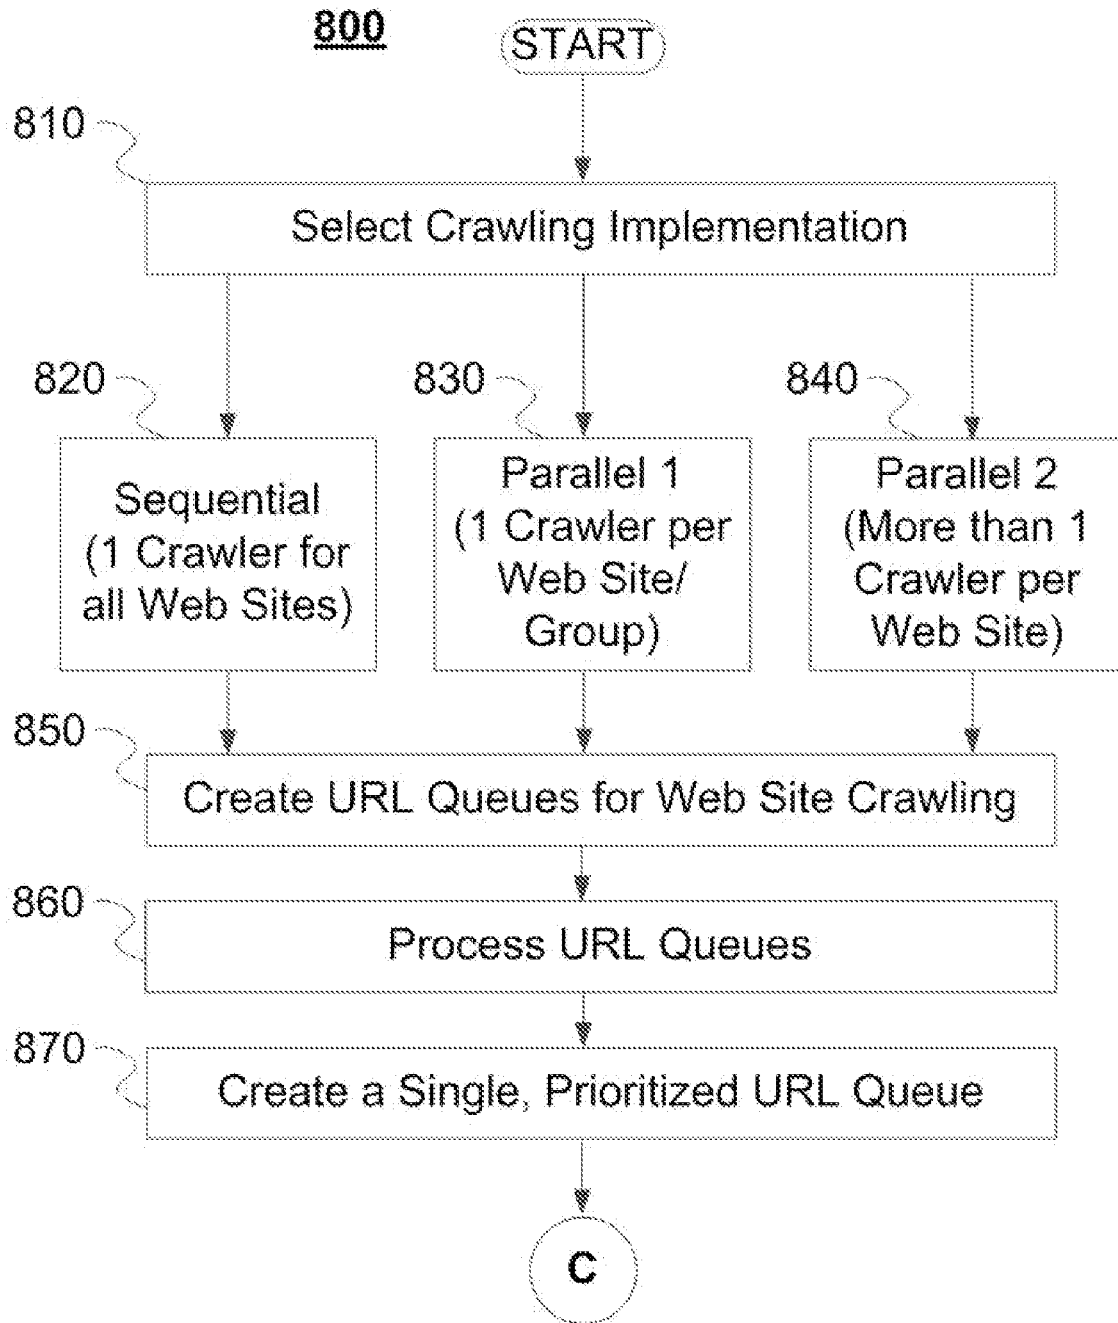 800
START
810
Select Crawling Implementation
820
830
840
Sequential
(1 Crawler for
all Web Sites)
Parallel 1
(1 Crawler per
Web Site/
Group)
Parallel 2
(More than 1
Crawler per
Web Site)
850
Create URL Queues for Web Site Crawling
860
Process URL Queues
870
Create a Single, Prioritized URL Queue
C